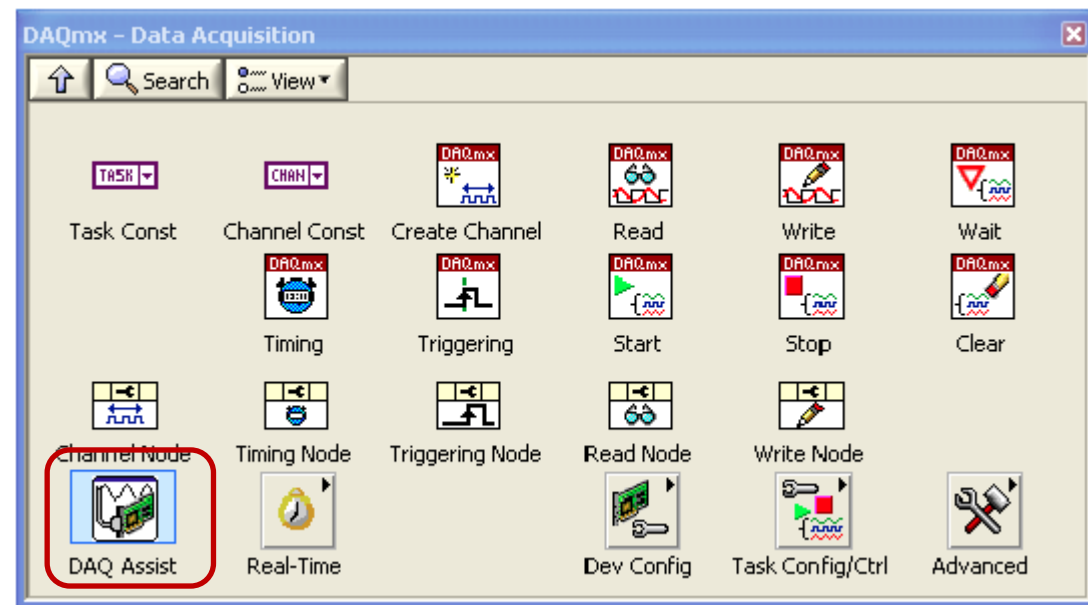 DAQmx - Data Acquisition
Search View
TASK CHAN DAQmx DAQmx DAQmx DAQmx
Task Const Channel Const Create Channel Read Write Wait
DAQmx DAQmx DAQmx DAQmx DAQmx
Timing Triggering Start Stop Clear
Channel Node Timing Node Triggering Node Read Node Write Node
DAQ Assist Real-Time Dev Config Task Config/Ctrl Advanced